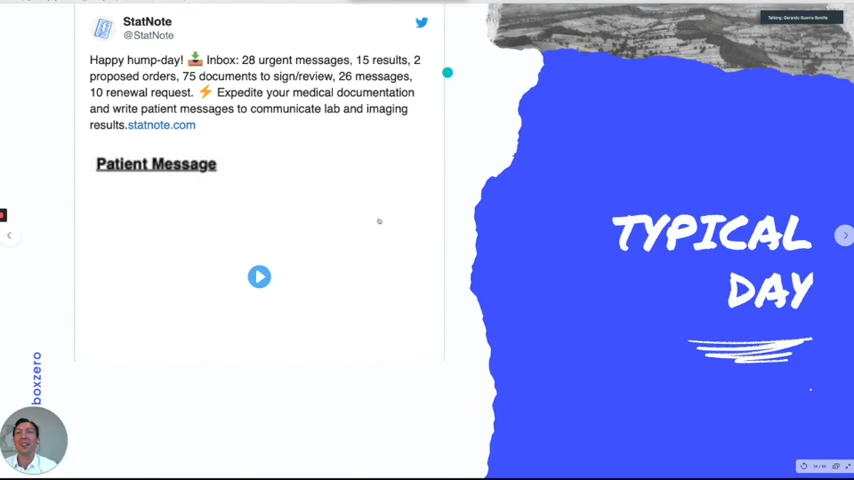 StatNote
@StatNote
Happy hump-day! 📥 Inbox: 28 urgent messages, 15 results, 2
proposed orders, 75 documents to sign/review, 26 messages,
10 renewal request. ⚡ Expedite your medical documentation
and write patient messages to communicate lab and imaging
results.statnote.com
Patient Message
TYPICAL
DAY
boxzero